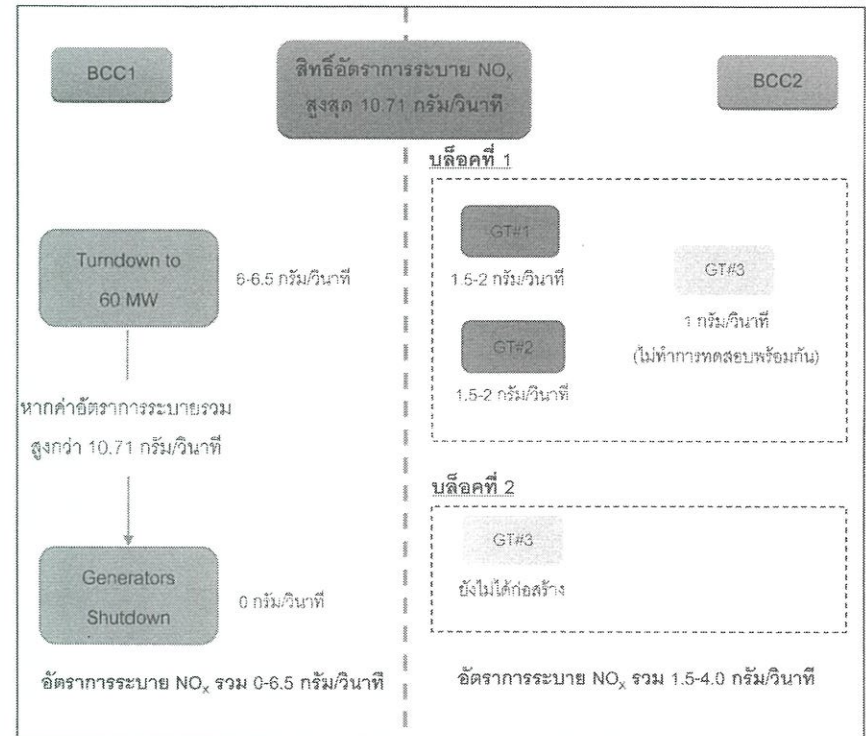 BCC1
สิทธิ์อัตราการระบาย NOx
สูงสุด 10.71 กรัม/วินาที
BCC2
Turndown to
60 MW
6-6.5 กรัม/วินาที
หากค่าอัตราการระบายรวม
สูงกว่า 10.71 กรัม/วินาที
Generators
Shutdown
0 กรัม/วินาที
อัตราการระบาย NOx รวม 0-6.5 กรัม/วินาที
บล็อคที่ 1
GT#1
1.5-2 กรัม/วินาที
GT#2
1.5-2 กรัม/วินาที
GT#3
1 กรัม/วินาที
(ไม่ทำการทดสอบพร้อมกัน)
บล็อคที่ 2
GT#3
ยังไม่ได้ก่อสร้าง
อัตราการระบาย NOx รวม 1.5-4.0 กรัม/วินาที